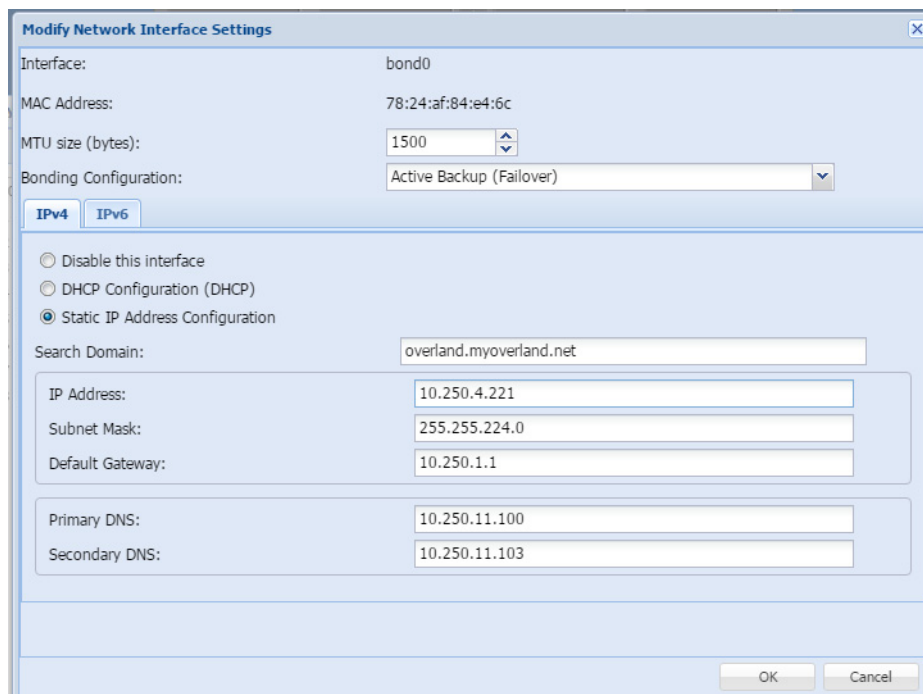 Modify Network Interface Settings
Interface: bond0
MAC Address: 78:24:af:84:e4:6c
MTU size (bytes): 1500
Bonding Configuration: Active Backup (Failover)
IPv4 IPv6
Disable this interface
DHCP Configuration (DHCP)
Static IP Address Configuration
Search Domain: overland.myoverland.net
IP Address: 10.250.4.221
Subnet Mask: 255.255.224.0
Default Gateway: 10.250.1.1
Primary DNS: 10.250.11.100
Secondary DNS: 10.250.11.103
OK Cancel